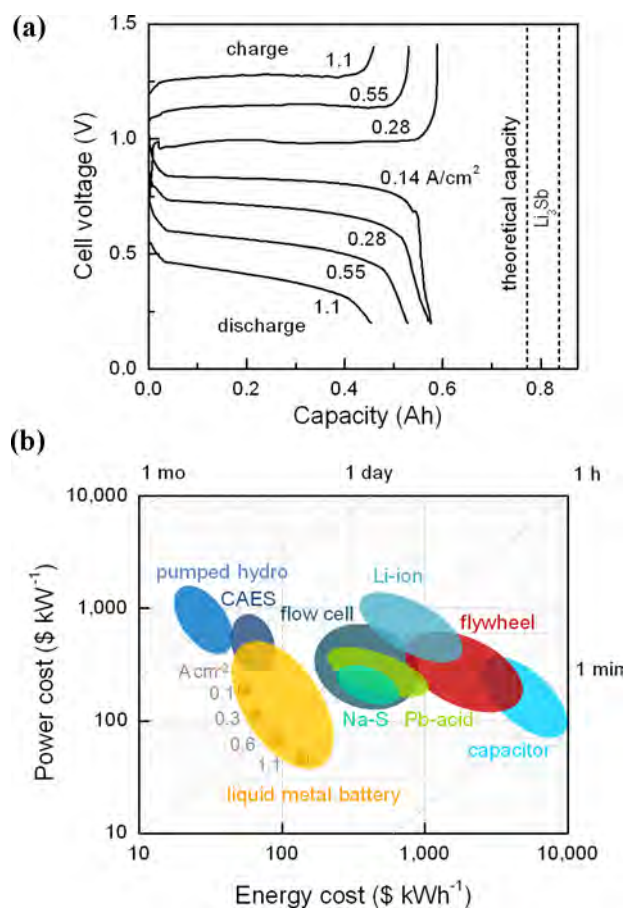 (a)
1.5
charge
1.1
0.55
1.0
0.28
0.14 A/cm²
0.28
0.5
0.55
1.1
discharge
0.0
Cell voltage (V)
theoretical capacity
Li₃Sb
0.0 0.2 0.4 0.6 0.8
Capacity (Ah)
(b)
1 mo 1 day 1 h
10,000
pumped hydro
Li-ion
CAES
1,000
flow cell
flywheel
A cm⁻²
1 min
0.1
0.3
Na-S Pb-acid
100
0.6
capacitor
1.1
liquid metal battery
10
Power cost ($ kW⁻¹)
10 100 1,000 10,000
Energy cost ($ kWh⁻¹)